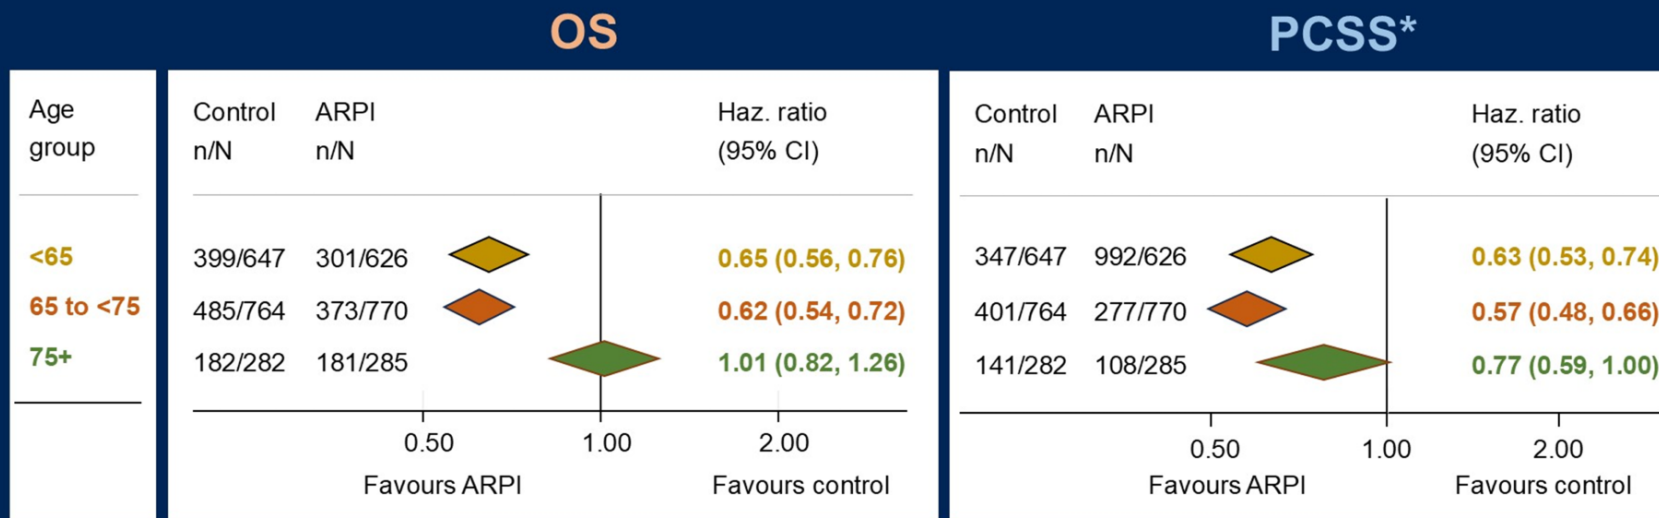 OS
PCSS*
Age group
Control n/N
ARPI n/N
Haz. ratio (95% CI)
Control n/N
ARPI n/N
Haz. ratio (95% CI)
<65 399/647 301/626 0.65 (0.56, 0.76) 347/647 992/626 0.63 (0.53, 0.74)
65 to <75 485/764 373/770 0.62 (0.54, 0.72) 401/764 277/770 0.57 (0.48, 0.66)
75+ 182/282 181/285 1.01 (0.82, 1.26) 141/282 108/285 0.77 (0.59, 1.00)
0.50 1.00 2.00 0.50 1.00 2.00
Favours ARPI Favours control Favours ARPI Favours control